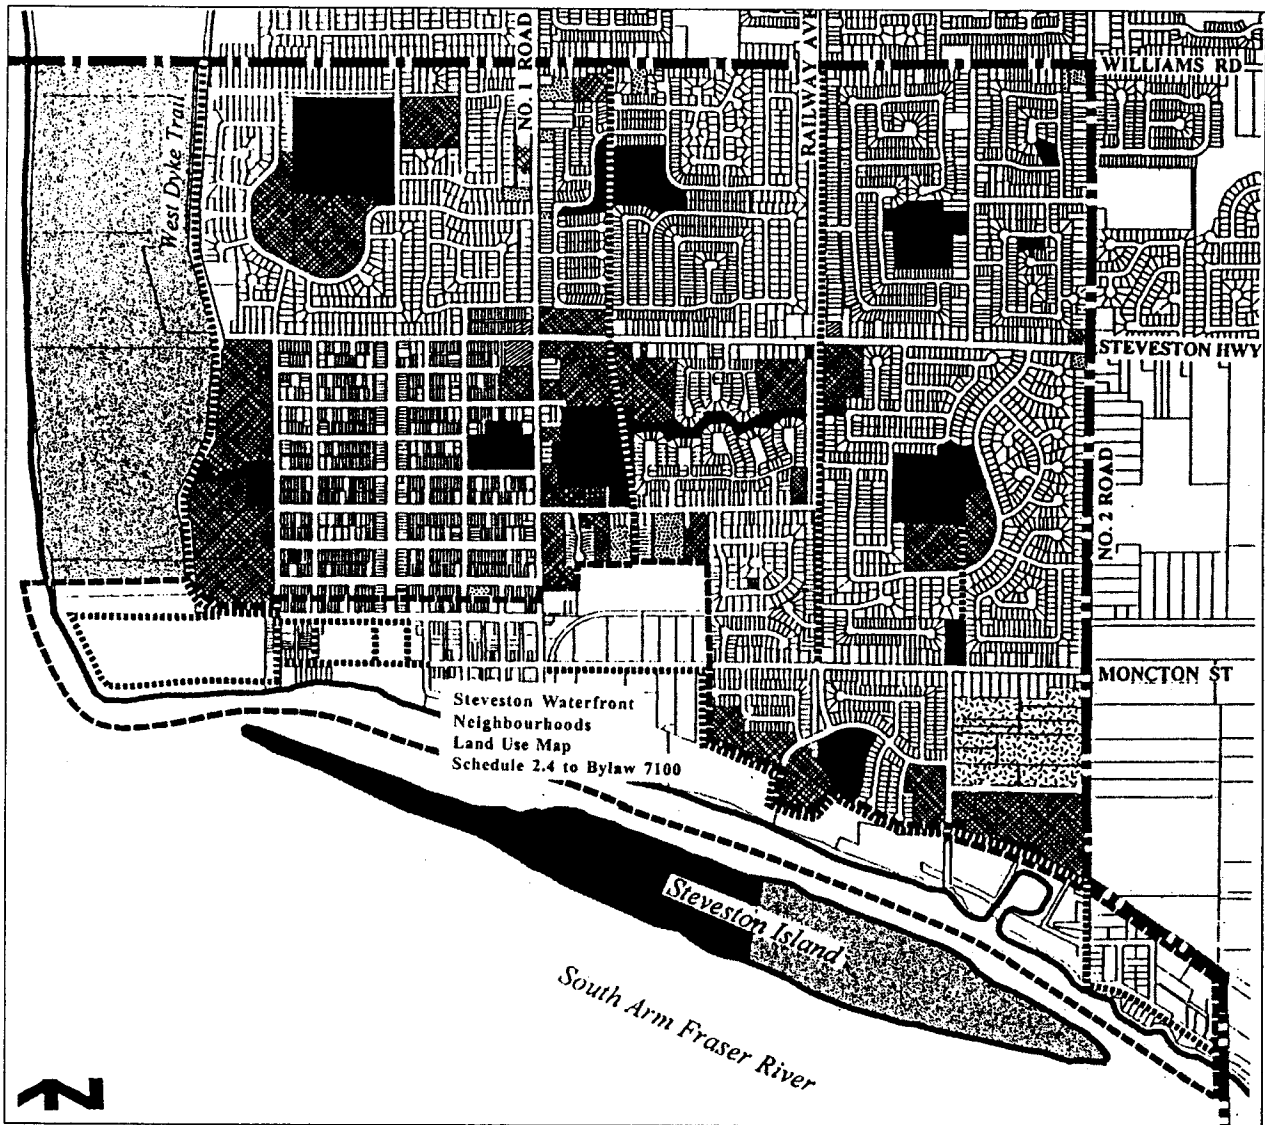 NO. 1 ROAD
RAILWAY AVE
WILLIAMS RD
West Dyke Trail
STEVESTON HWY
NO. 2 ROAD
MONCTON ST
Steveston Waterfront
Neighbourhoods
Land Use Map
Schedule 2.4 to Bylaw 7100
Steveston Island
South Arm Fraser River
N